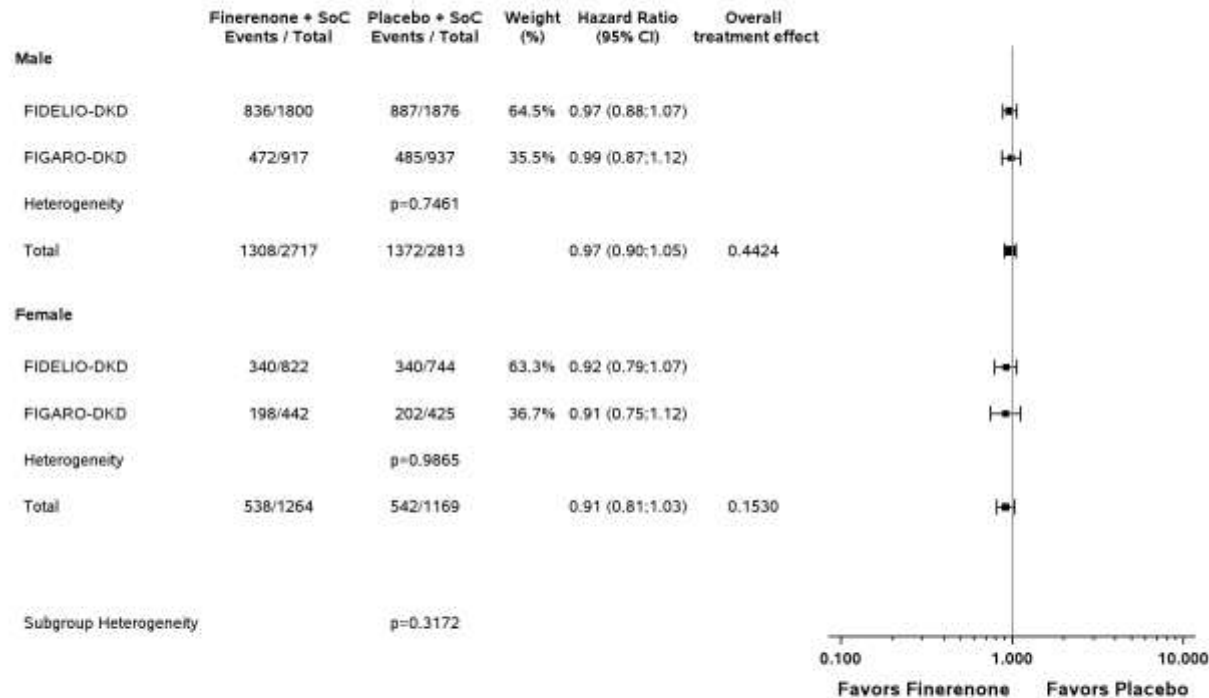 Finerenone + SoC Placebo + SoC Weight Hazard Ratio Overall
Events / Total Events / Total (%) (95% CI) treatment effect
Male
FIDELIO-DKD 836/1800 887/1876 64.5% 0.97 (0.88;1.07)
FIGARO-DKD 472/917 485/937 35.5% 0.99 (0.87;1.12)
Heterogeneity p=0.7461
Total 1308/2717 1372/2813 0.97 (0.90;1.05) 0.4424
Female
FIDELIO-DKD 340/822 340/744 63.3% 0.92 (0.79;1.07)
FIGARO-DKD 198/442 202/425 36.7% 0.91 (0.75;1.12)
Heterogeneity p=0.9865
Total 538/1264 542/1169 0.91 (0.81;1.03) 0.1530
Subgroup Heterogeneity p=0.3172
0.100 1.000 10.000
Favors Finerenone Favors Placebo